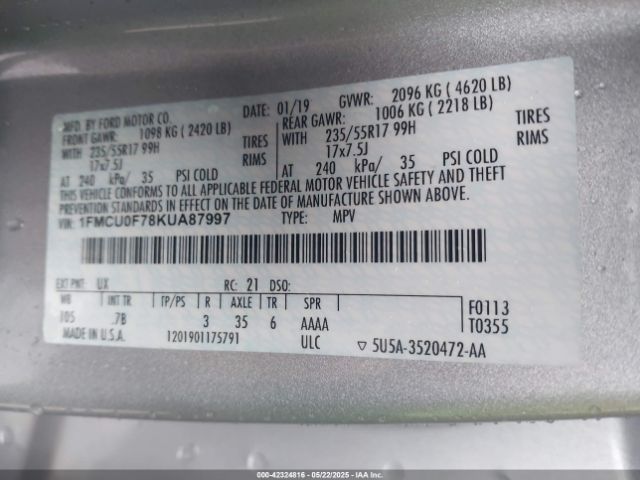 MFD. BY FORD MOTOR CO.
DATE: 01/19 GVWR: 2096 KG ( 4620 LB)
FRONT GAWR: 1098 KG ( 2420 LB) REAR GAWR: 1006 KG ( 2218 LB)
WITH 235/55R17 99H TIRES WITH 235/55R17 99H TIRES
17x7.5J RIMS 17x7.5J RIMS
AT 240 kPa/ 35 PSI COLD AT 240 kPa/ 35 PSI COLD
THIS VEHICLE CONFORMS TO ALL APPLICABLE FEDERAL MOTOR VEHICLE SAFETY AND THEFT
PREVENTION STANDARDS IN EFFECT ON THE DATE OF MANUFACTURE SHOWN ABOVE.
VIN: 1FMCU0F78KUA87997 TYPE: MPV
EXT PNT: UX RC: 21 DSO:
WB INT TR TP/PS R AXLE TR SPR
105 .7B 3 35 6 AAAA
F0113
T0355
MADE IN U.S.A. 1201901175791 ULC ▽ 5U5A-3520472-AA
000-42324816 - 05/22/2025 - IAAI.COM